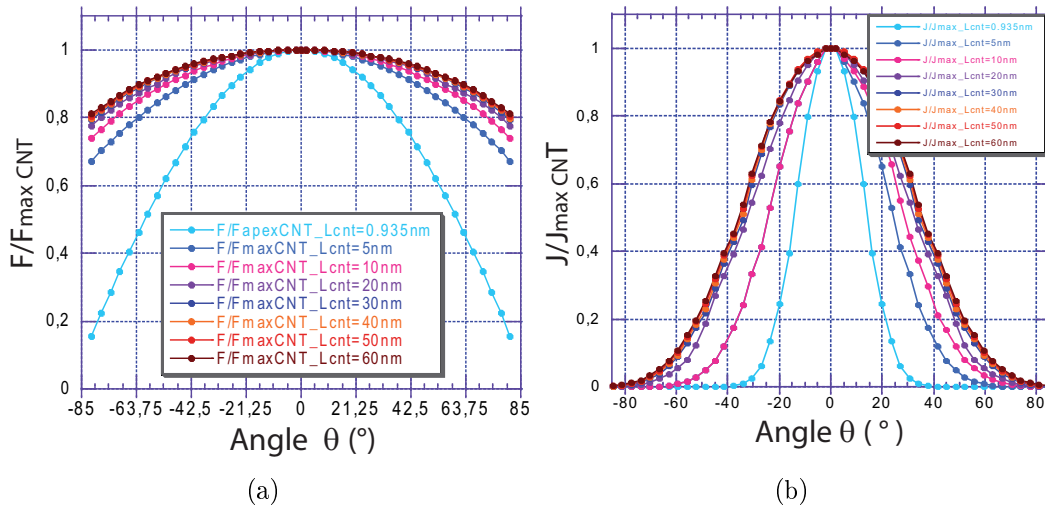 F/Fmax CNT
1
0,8
0,6
0,4
0,2
0
F/FapexCNT_Lcnt=0.935nm
F/FmaxCNT_Lcnt=5nm
F/FmaxCNT_Lcnt=10nm
F/FmaxCNT_Lcnt=20nm
F/FmaxCNT_Lcnt=30nm
F/FmaxCNT_Lcnt=40nm
F/FmaxCNT_Lcnt=50nm
F/FmaxCNT_Lcnt=60nm
-85 -63,75 -42,5 -21,25 0 21,25 42,5 63,75 85
Angle θ (°)
(a)
J/Jmax CNT
1
0,8
0,6
0,4
0,2
0
J/Jmax_Lcnt=0.935nm
J/Jmax_Lcnt=5nm
J/Jmax_Lcnt=10nm
J/Jmax_Lcnt=20nm
J/Jmax_Lcnt=30nm
J/Jmax_Lcnt=40nm
J/Jmax_Lcnt=50nm
J/Jmax_Lcnt=60nm
-80 -60 -40 -20 0 20 40 60 80
Angle θ ( ° )
(b)